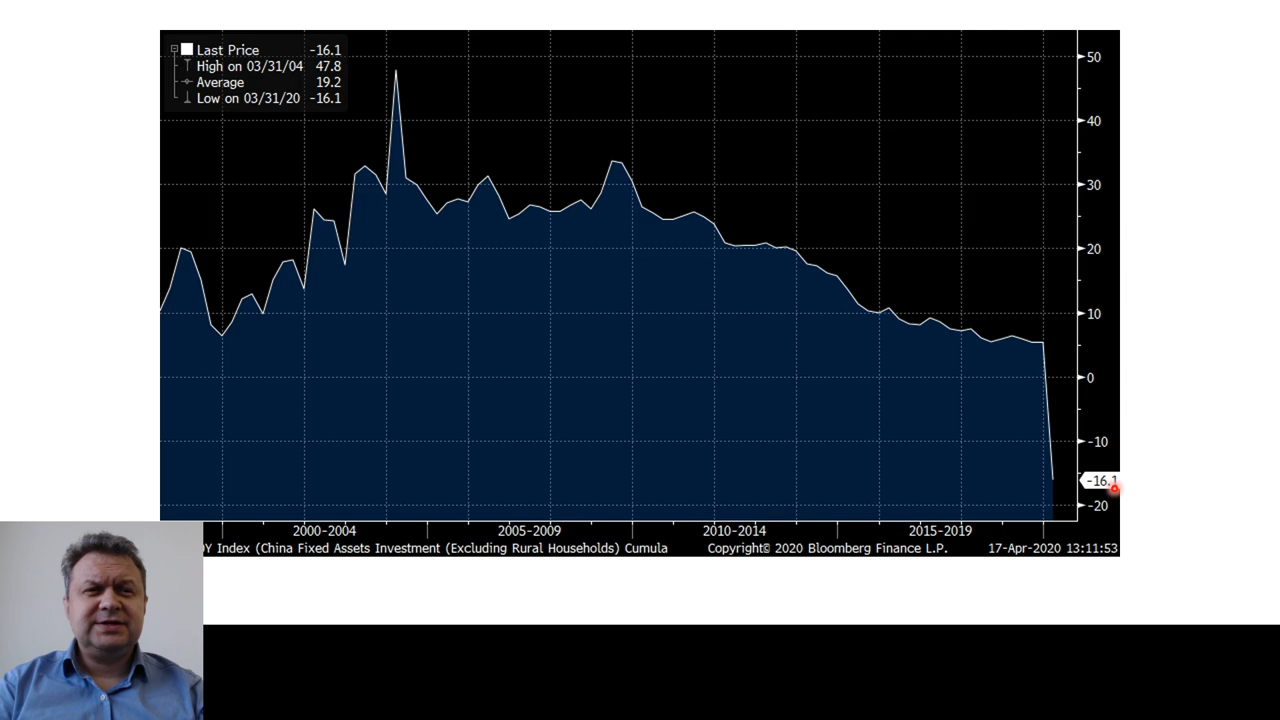 Last Price -16.1
High on 03/31/04 47.8
Average 19.2
Low on 03/31/20 -16.1
50
40
30
20
10
0
-10
-16.1
-20
2000-2004 2005-2009 2010-2014 2015-2019
Index (China Fixed Assets Investment (Excluding Rural Households) Cumula Copyright© 2020 Bloomberg Finance L.P. 17-Apr-2020 13:11:53